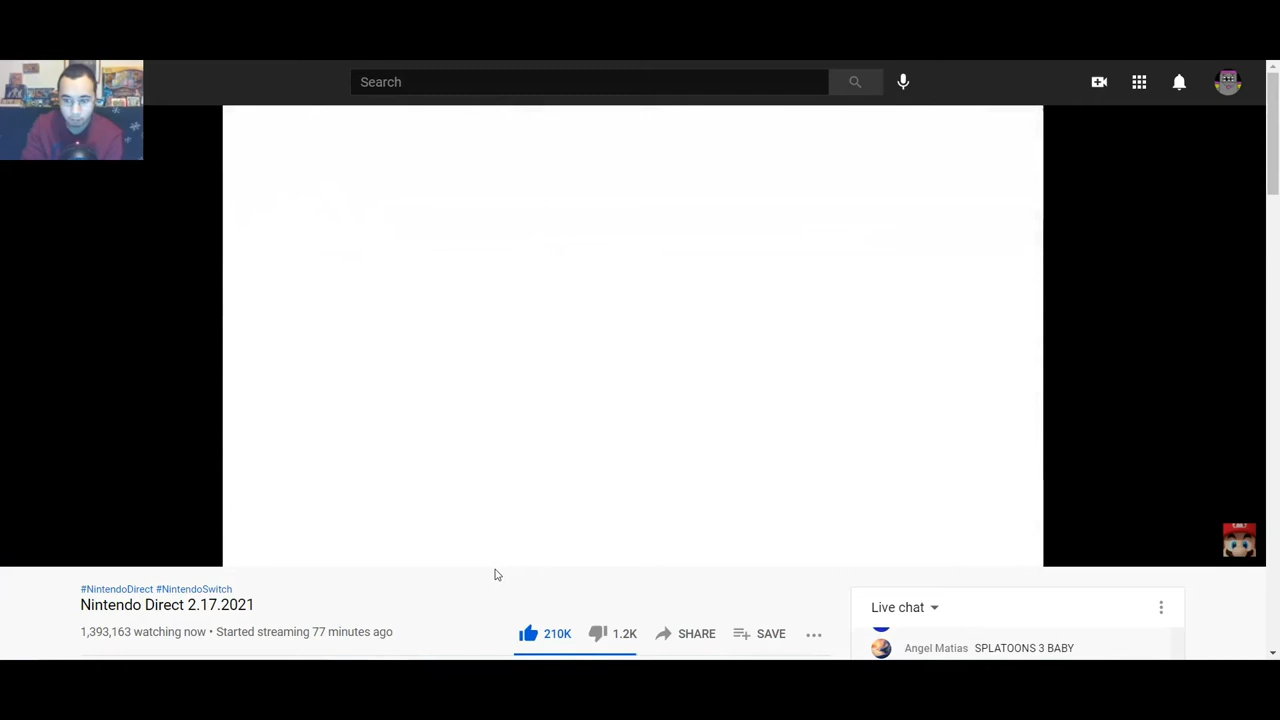 Search
#NintendoDirect #NintendoSwitch
Nintendo Direct 2.17.2021
1,393,163 watching now • Started streaming 77 minutes ago
210K
1.2K
SHARE
SAVE
Live chat
Angel Matias SPLATOONS 3 BABY